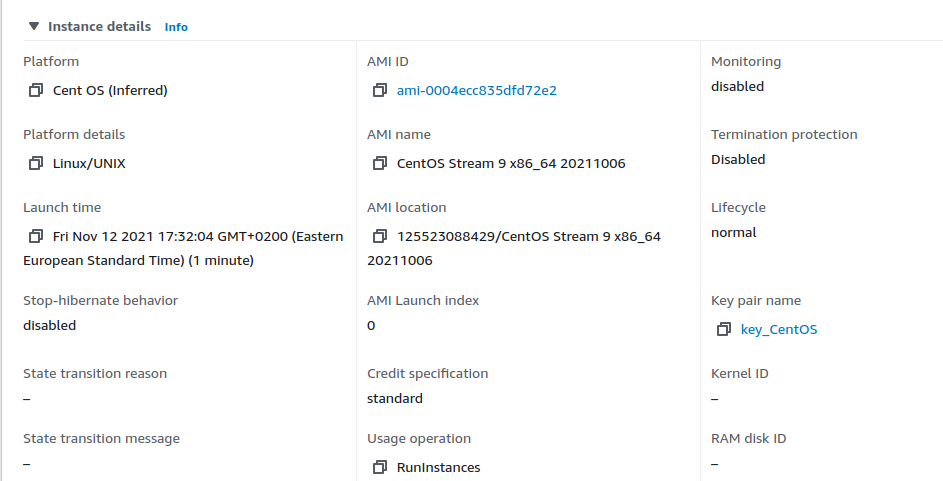 Instance details Info
Platform
Cent OS (Inferred)
Platform details
Linux/UNIX
Launch time
Fri Nov 12 2021 17:32:04 GMT+0200 (Eastern
European Standard Time) (1 minute)
Stop-hibernate behavior
disabled
State transition reason
–
State transition message
–
AMI ID
ami-0004ecc835dfd72e2
AMI name
CentOS Stream 9 x86_64 20211006
AMI location
125523088429/CentOS Stream 9 x86_64
20211006
AMI Launch index
0
Credit specification
standard
Usage operation
RunInstances
Monitoring
disabled
Termination protection
Disabled
Lifecycle
normal
Key pair name
key_CentOS
Kernel ID
–
RAM disk ID
–